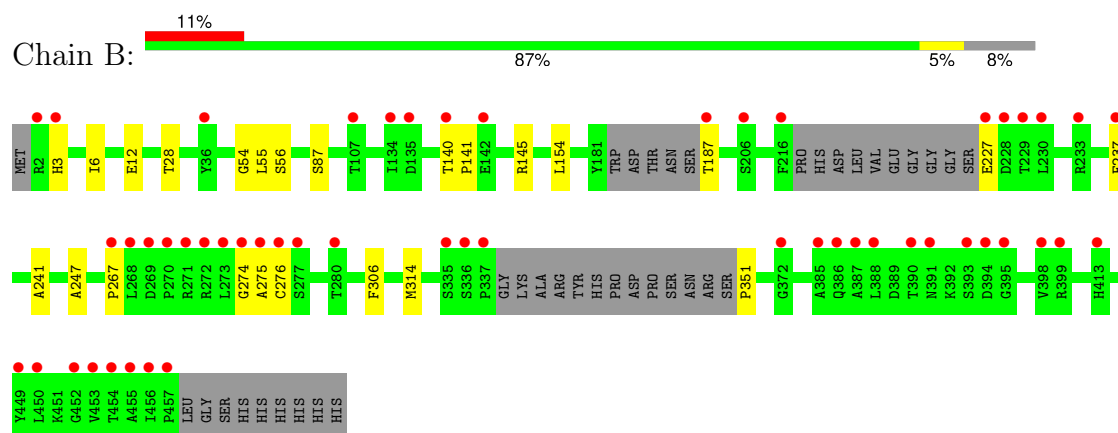 11%
Chain B:
87% 5% 8%
MET R2 H3 I6 E12 T28 Y36 G54 L55 S56 S87 T107 I134 D135 T140 P141 E142 R145 L154 Y181 TRP ASP THR ASN SER T187 S206 F216 PRO HIS ASP LEU VAL GLU GLY GLY GLY SER E227 D228 T229 L230 R233
A241 A247 P267 L268 D269 P270 R271 R272 L273 G274 A275 C276 S277 T280 F306 M314 S335 S336 P337 GLY LYS ALA ARG TYR HIS PRO ASP PRO SER ASN ARG SER P351 G372 A385 Q386 A387 L388 D389 T390 N391 K392 S393 D394 G395 V398 R399 H413
Y449 L450 K451 G452 V453 T454 A455 I456 P457 LEU GLY SER HIS HIS HIS HIS HIS HIS